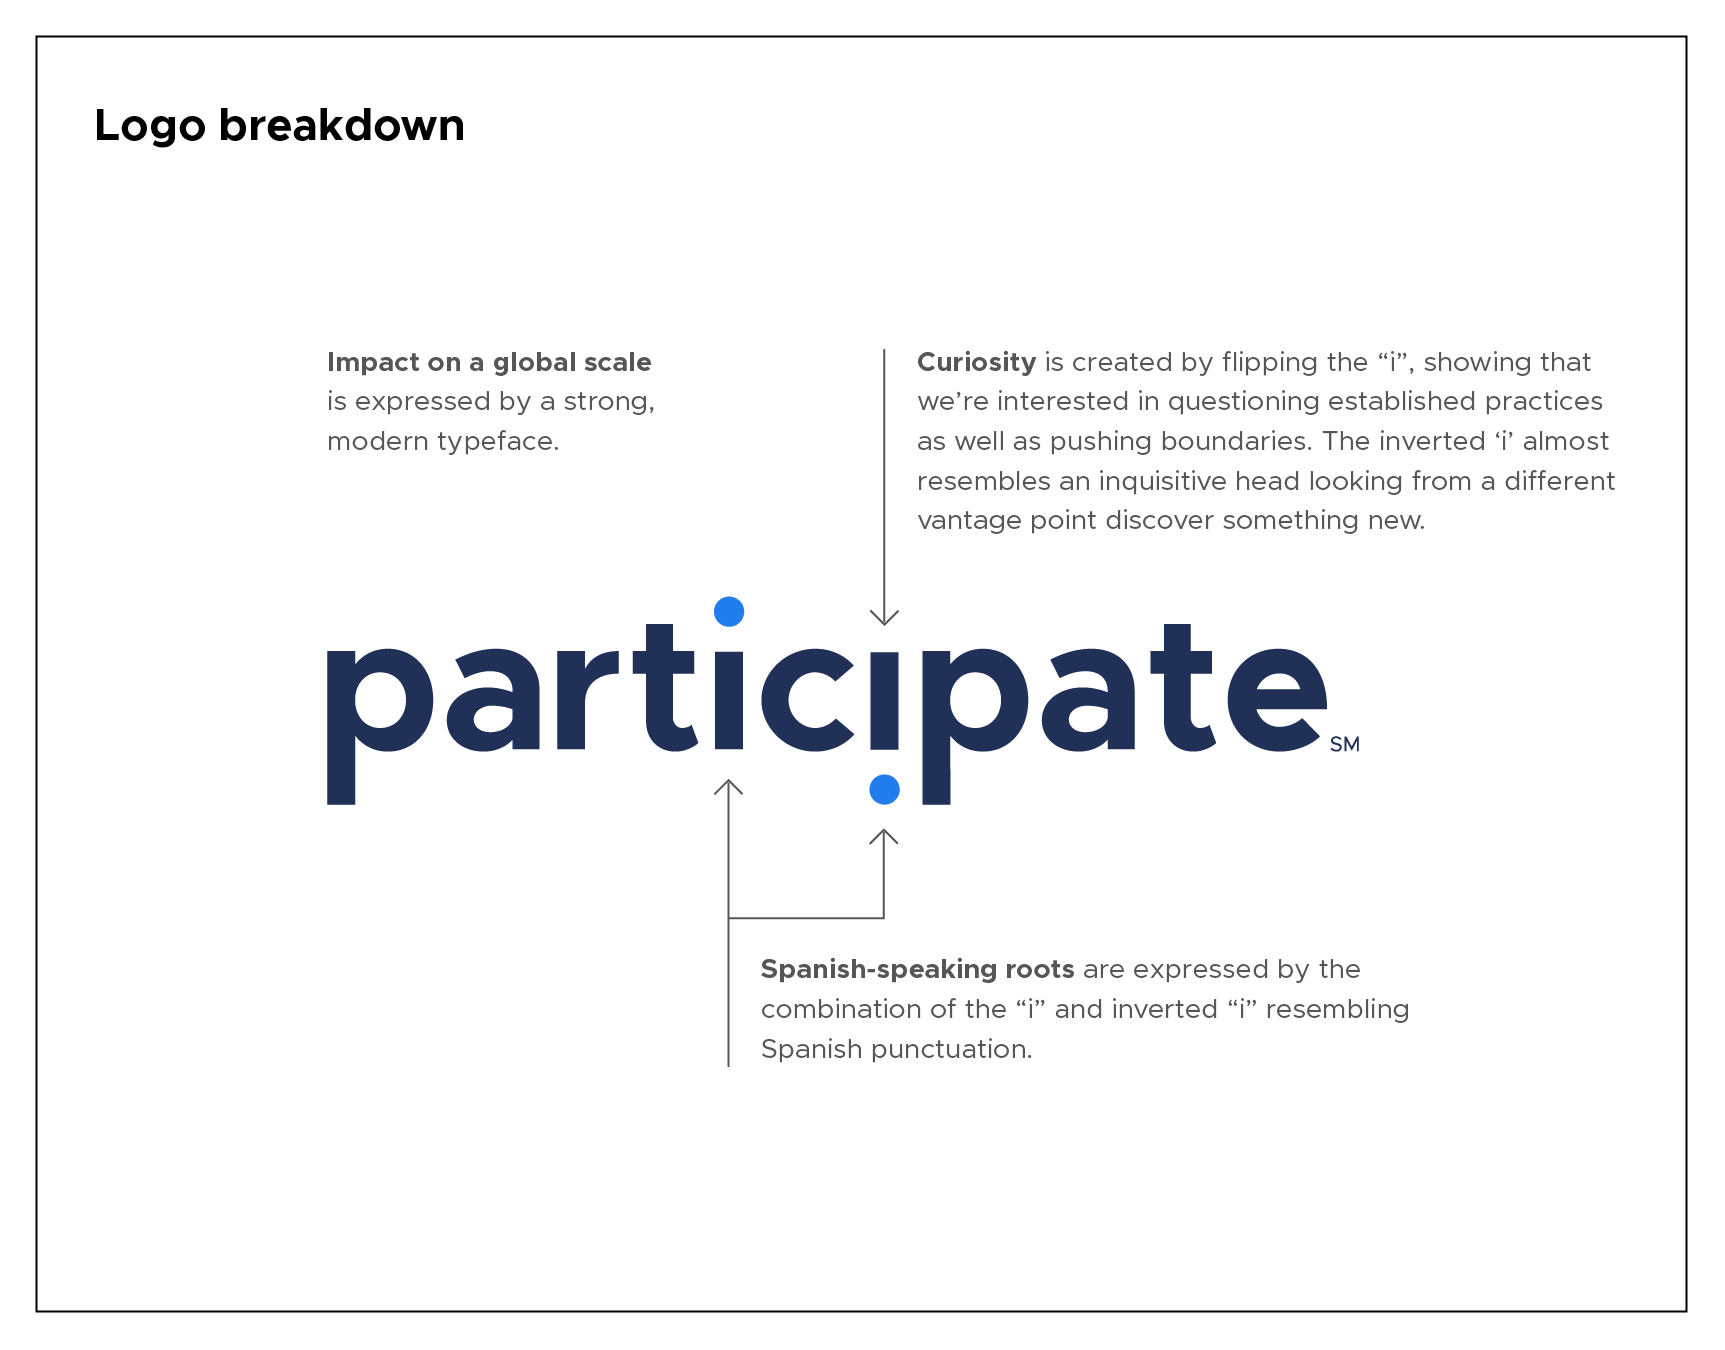 Logo breakdown
Impact on a global scale
is expressed by a strong,
modern typeface.
Curiosity is created by flipping the “i”, showing that
we’re interested in questioning established practices
as well as pushing boundaries. The inverted ‘i’ almost
resembles an inquisitive head looking from a different
vantage point discover something new.
participate SM
Spanish-speaking roots are expressed by the
combination of the “i” and inverted “i” resembling
Spanish punctuation.